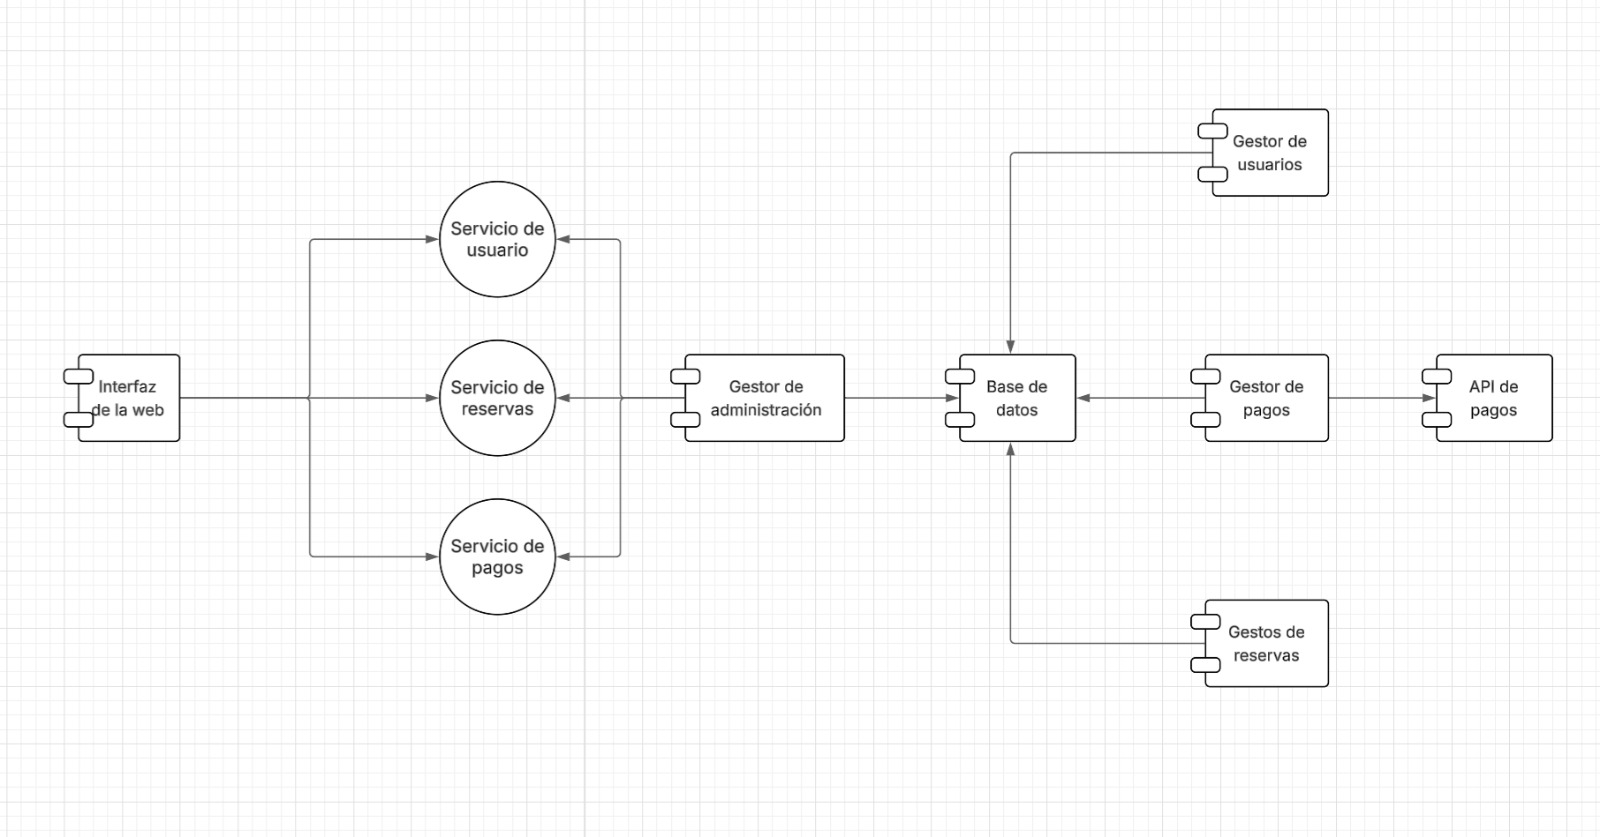 Gestor de
usuarios
Servicio de
usuario
Interfaz
de la web
Servicio de
reservas
Gestor de
administración
Base de
datos
Gestor de
pagos
API de
pagos
Servicio de
pagos
Gestos de
reservas